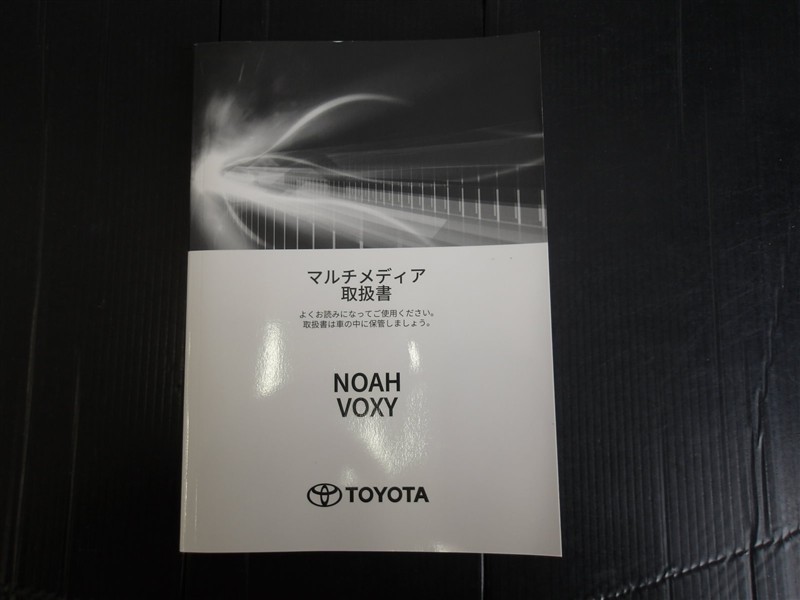 マルチメディア
取扱書
よくお読みになってご使用ください。
取扱書は車の中に保管しましょう。
NOAH
VOXY
TOYOTA